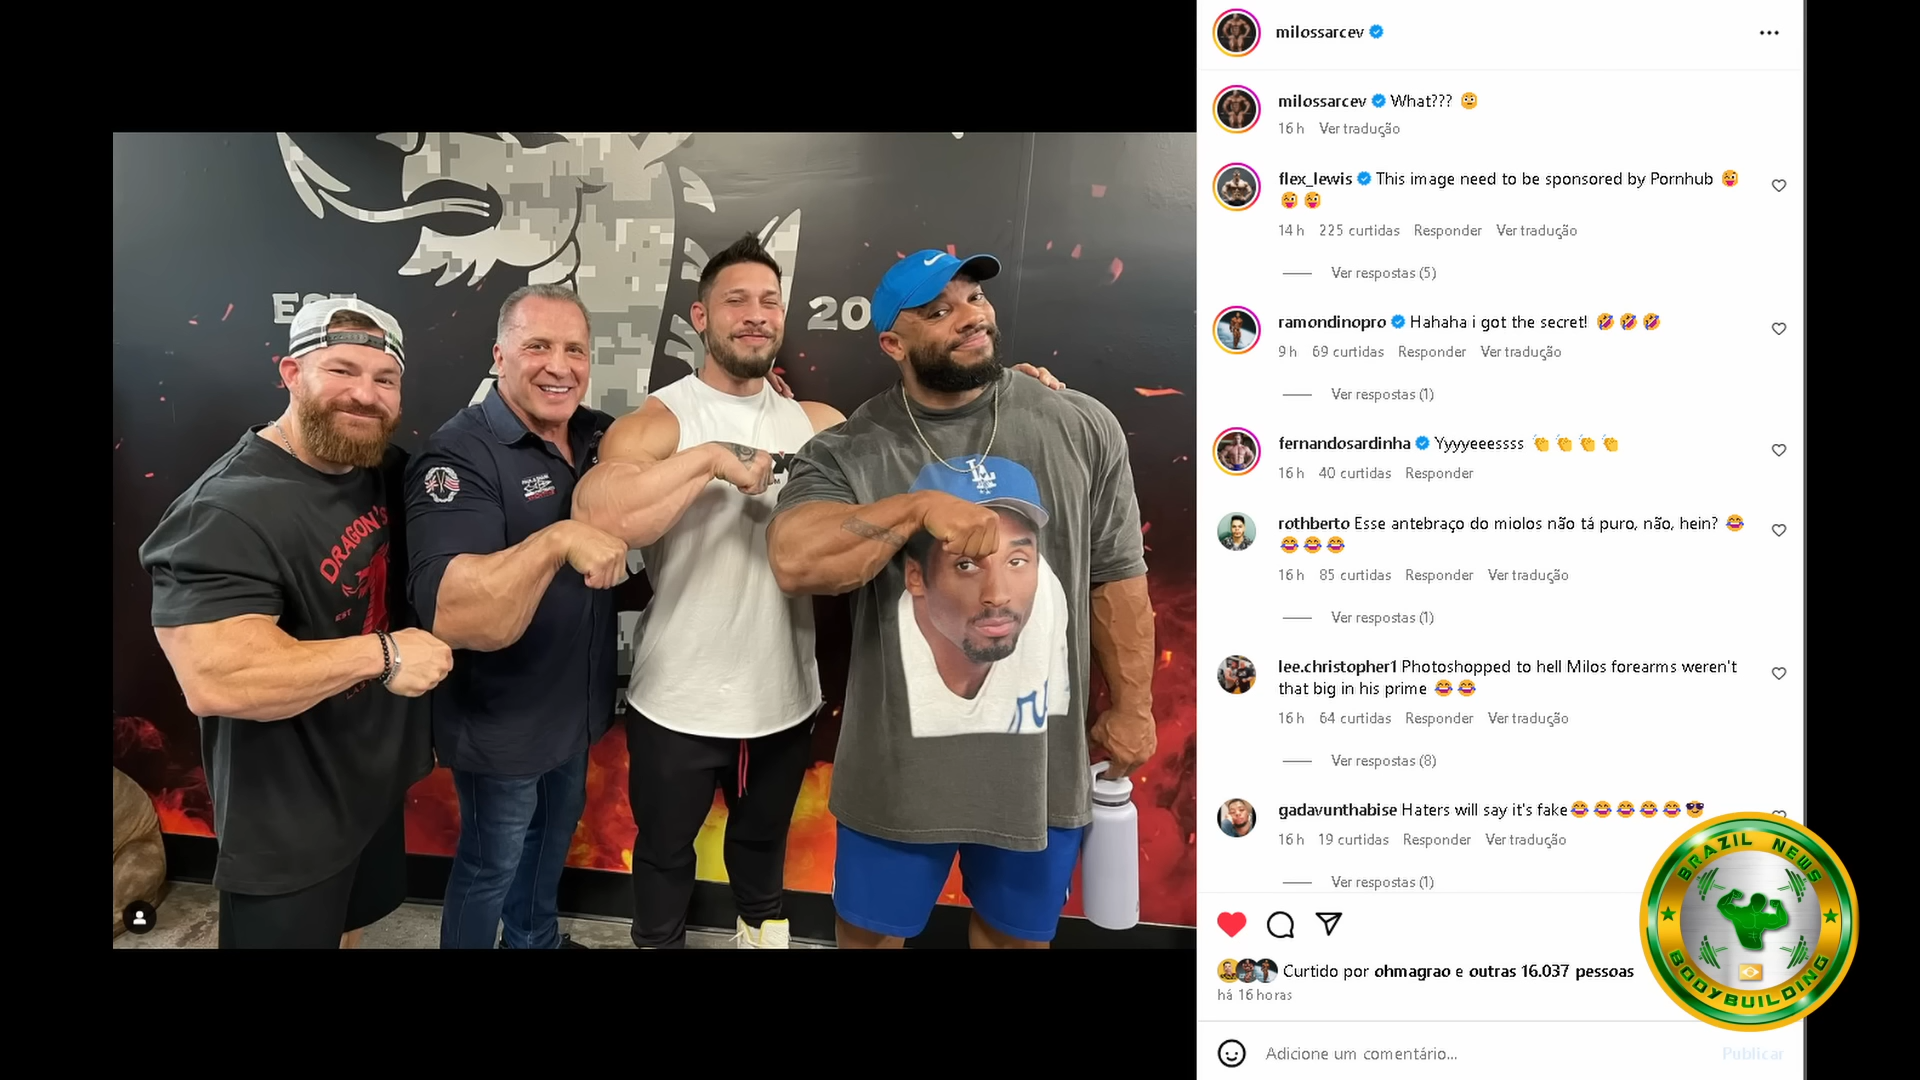 EST
20
DRAGON'S
EST
LA
milossarcev
milossarcev What???
16 h Ver tradução
flex_lewis This image need to be sponsored by Pornhub
14 h 225 curtidas Responder Ver tradução
Ver respostas (5)
ramondinopro Hahaha i got the secret!
9 h 69 curtidas Responder Ver tradução
Ver respostas (1)
fernandosardinha Yyyyeeessss
16 h 40 curtidas Responder
rothberto Esse antebraço do miolos não tá puro, não, hein?
16 h 85 curtidas Responder Ver tradução
Ver respostas (1)
lee.christopher1 Photoshopped to hell Milos forearms weren't
that big in his prime
16 h 64 curtidas Responder Ver tradução
Ver respostas (8)
gadavunthabise Haters will say it's fake
16 h 19 curtidas Responder Ver tradução
Ver respostas (1)
Curtido por ohmagrao e outras 16.037 pessoas
há 16 horas
Adicione um comentário...
Publicar
BRAZIL NEWS
BODYBUILDING